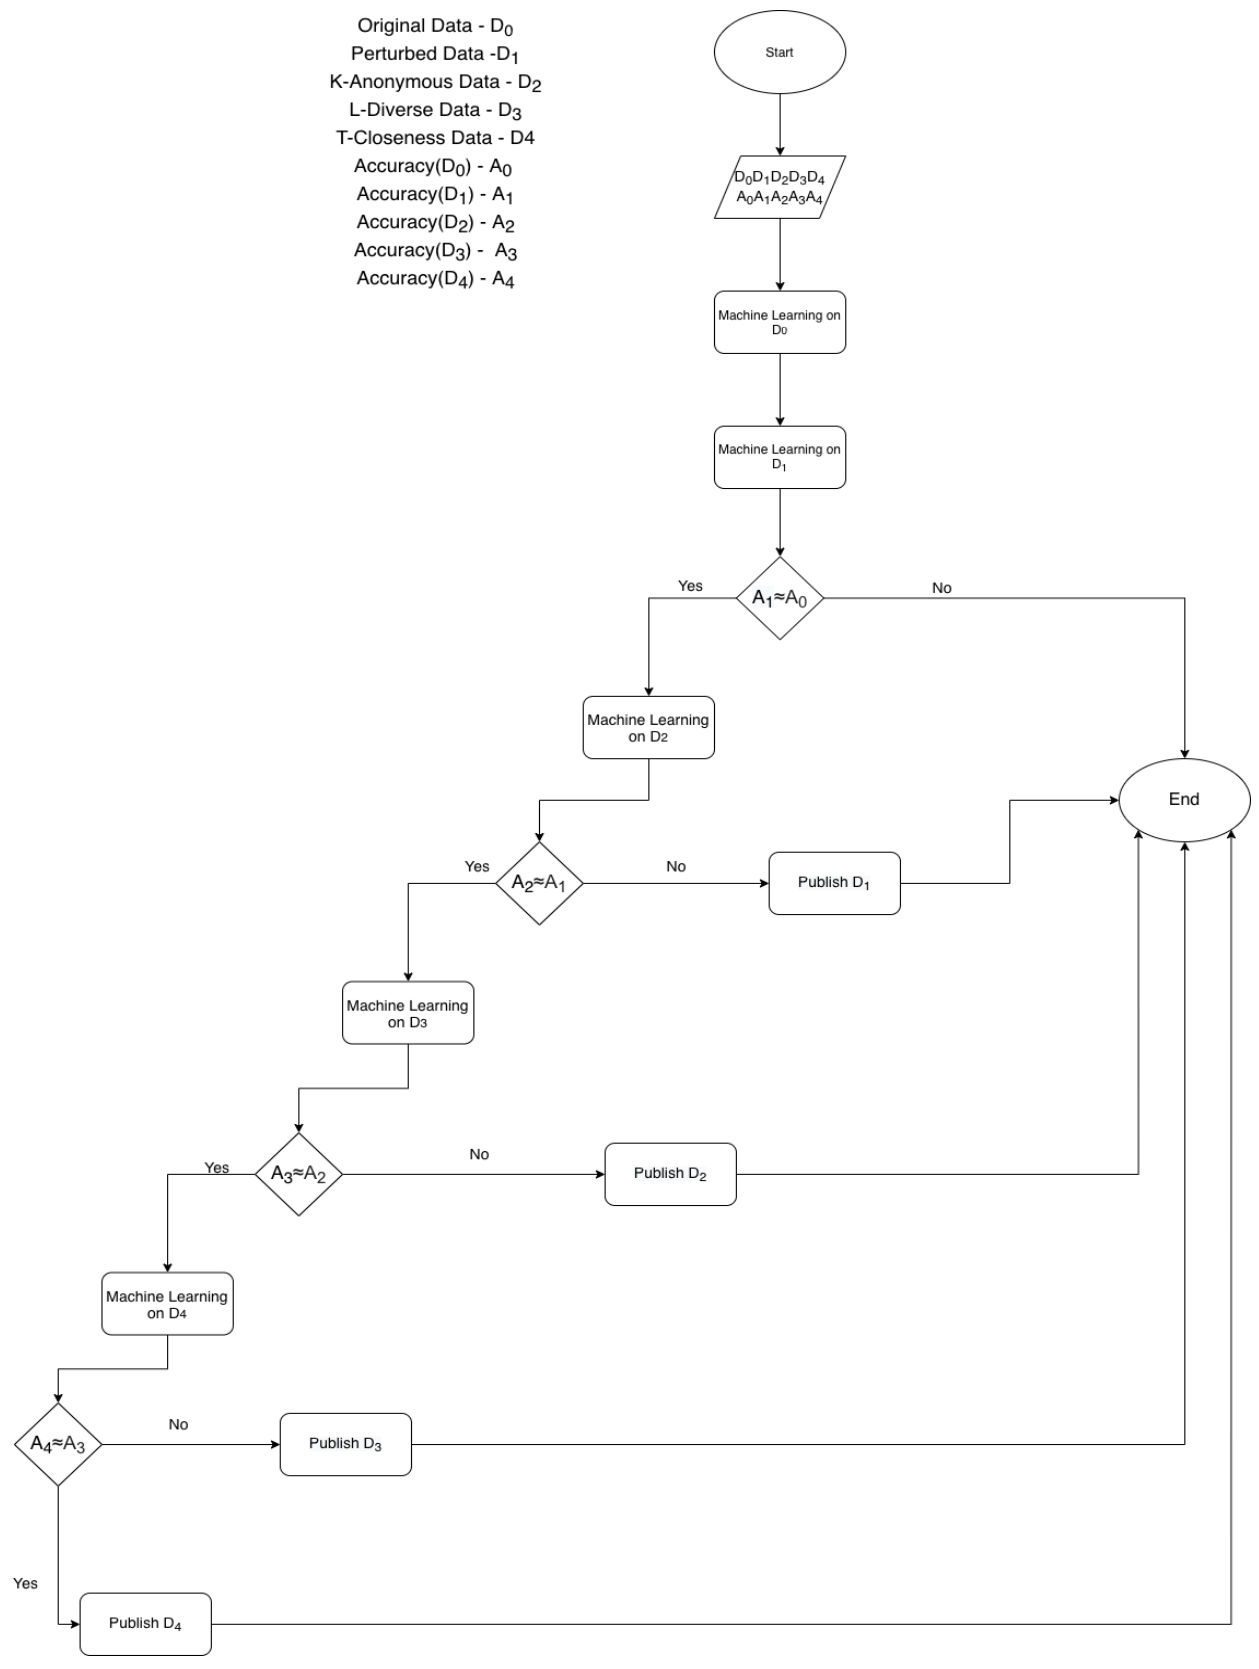 Original Data - D₀
Perturbed Data -D₁
K-Anonymous Data - D₂
L-Diverse Data - D₃
T-Closeness Data - D4
Accuracy(D₀) - A₀
Accuracy(D₁) - A₁
Accuracy(D₂) - A₂
Accuracy(D₃) - A₃
Accuracy(D₄) - A₄
Start
D₀D₁D₂D₃D₄
A₀A₁A₂A₃A₄
Machine Learning on
D₀
Machine Learning on
D₁
A₁≈A₀
Yes
No
Machine Learning
on D₂
End
A₂≈A₁
Yes
No
Publish D₁
Machine Learning
on D₃
A₃≈A₂
Yes
No
Publish D₂
Machine Learning
on D₄
A₄≈A₃
No
Publish D₃
Yes
Publish D₄